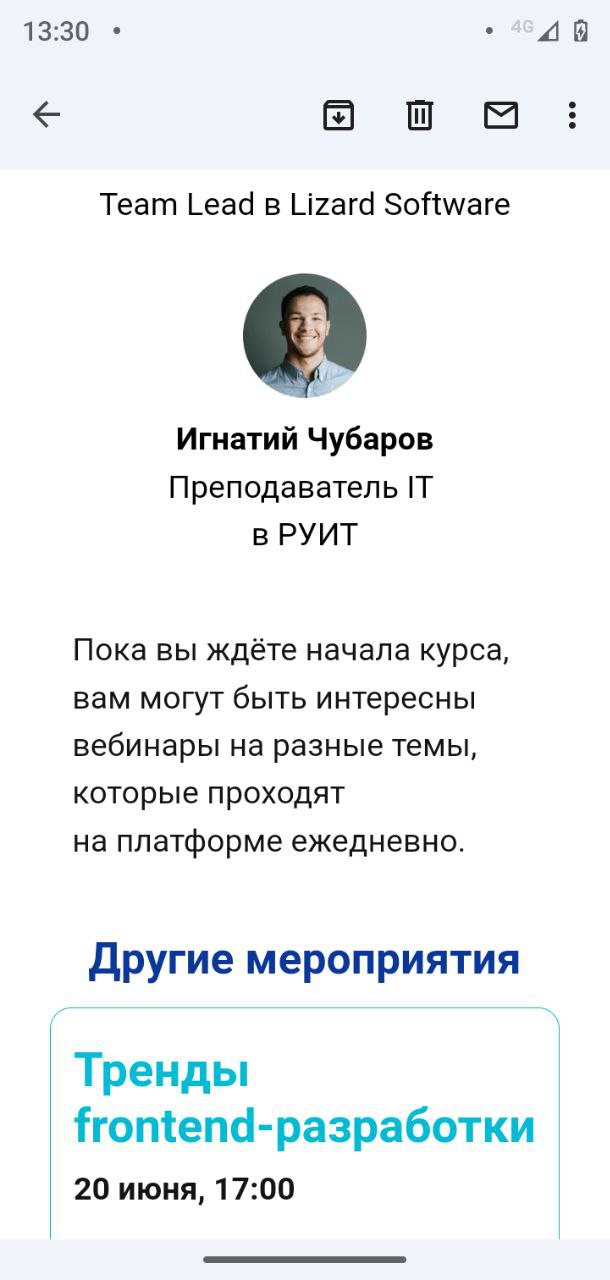 13:30
4G
Team Lead в Lizard Software
Игнатий Чубаров
Преподаватель IT
в РУИТ
Пока вы ждёте начала курса,
вам могут быть интересны
вебинары на разные темы,
которые проходят
на платформе ежедневно.
Другие мероприятия
Тренды
frontend-разработки
20 июня, 17:00